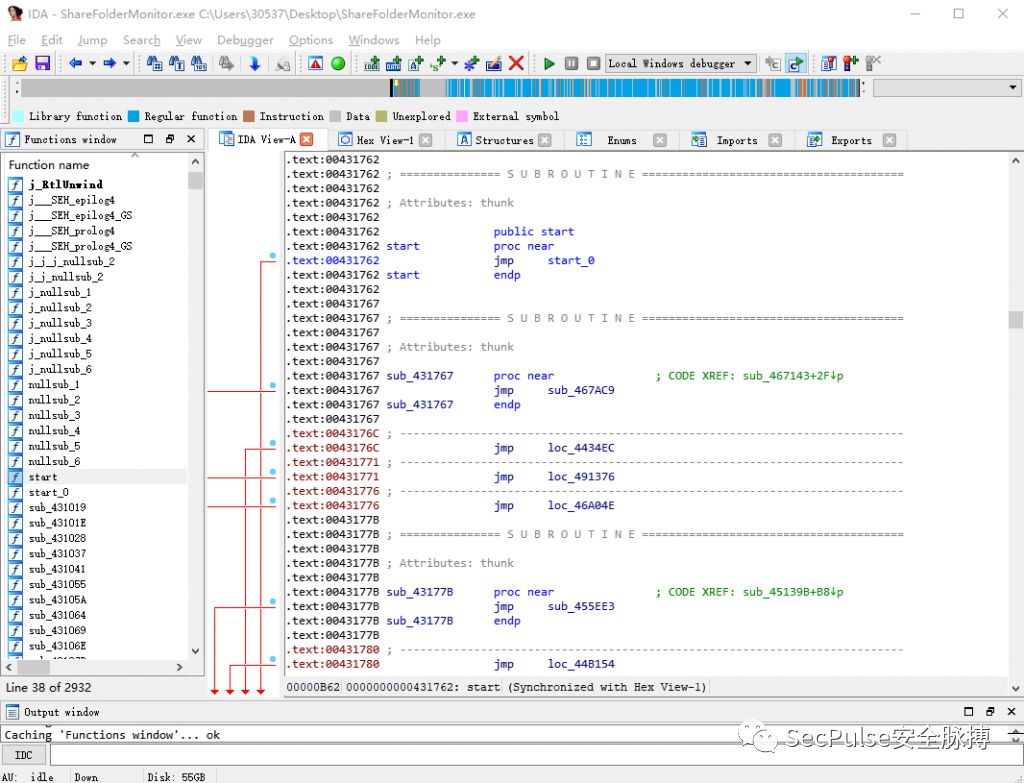 IDA - ShareFolderMonitor.exe C:\Users\30537\Desktop\ShareFolderMonitor.exe
File Edit Jump Search View Debugger Options Windows Help
Local Windows debugger
Library function Regular function Instruction Data Unexplored External symbol
Functions window
IDA View-A Hex View-1 Structures Enums Imports Exports
Function name
j_RtlUnwind
j___SEH_epilog4
j___SEH_epilog4_GS
j___SEH_prolog4
j___SEH_prolog4_GS
j_j_j_nullsub_2
j_j_nullsub_2
j_nullsub_1
j_nullsub_2
j_nullsub_3
j_nullsub_4
j_nullsub_5
j_nullsub_6
nullsub_1
nullsub_2
nullsub_3
nullsub_4
nullsub_5
nullsub_6
start
start_0
sub_431019
sub_43101E
sub_431028
sub_431037
sub_431041
sub_431055
sub_43105A
sub_431064
sub_431069
sub_43106E
Line 38 of 2932
.text:00431762
.text:00431762 ; =============== S U B R O U T I N E =======================================
.text:00431762
.text:00431762 ; Attributes: thunk
.text:00431762
.text:00431762 public start
.text:00431762 start proc near
.text:00431762 jmp start_0
.text:00431762 start endp
.text:00431762
.text:00431767
.text:00431767 ; =============== S U B R O U T I N E =======================================
.text:00431767
.text:00431767 ; Attributes: thunk
.text:00431767
.text:00431767 sub_431767 proc near ; CODE XREF: sub_467143+2F↓p
.text:00431767 jmp sub_467AC9
.text:00431767 sub_431767 endp
.text:00431767
.text:0043176C ; ---------------------------------------------------------------------------
.text:0043176C jmp loc_4434EC
.text:00431771 ; ---------------------------------------------------------------------------
.text:00431771 jmp loc_491376
.text:00431776 ; ---------------------------------------------------------------------------
.text:00431776 jmp loc_46A04E
.text:0043177B
.text:0043177B ; =============== S U B R O U T I N E =======================================
.text:0043177B
.text:0043177B ; Attributes: thunk
.text:0043177B
.text:0043177B sub_43177B proc near ; CODE XREF: sub_45139B+B8↓p
.text:0043177B jmp sub_455EE3
.text:0043177B sub_43177B endp
.text:0043177B
.text:00431780 ; ---------------------------------------------------------------------------
.text:00431780 jmp loc_44B154
00000B62 0000000000431762: start (Synchronized with Hex View-1)
Output window
Caching 'Functions window'... ok
IDC
AU: idle Down Disk: 55GB
SecPulse安全脉搏